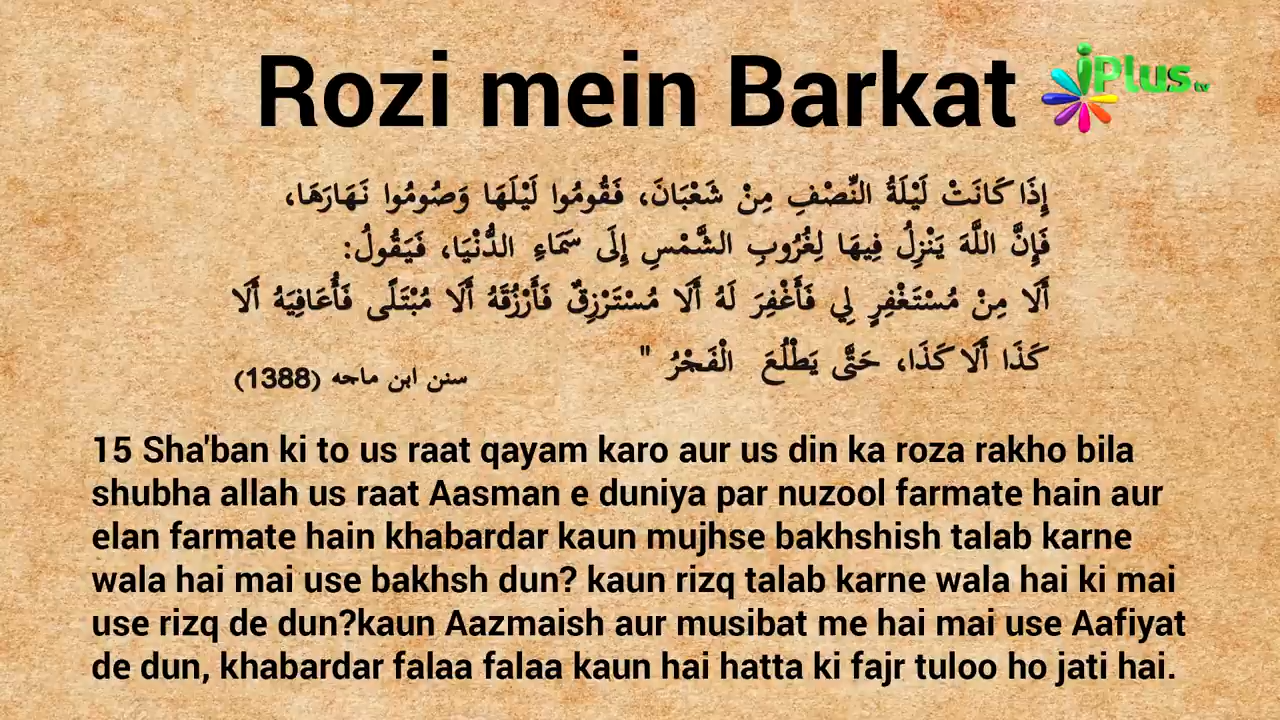 Rozi mein Barkat
iPlus tv
إِذَا كَانَتْ لَيْلَةُ النِّصْفِ مِنْ شَعْبَانَ، فَقُومُوا لَيْلَهَا وَصُومُوا نَهَارَهَا،
فَإِنَّ اللَّهَ يَنْزِلُ فِيهَا لِغُرُوبِ الشَّمْسِ إِلَى سَمَاءِ الدُّنْيَا، فَيَقُولُ:
أَلَا مِنْ مُسْتَغْفِرٍ لِي فَأَغْفِرَ لَهُ أَلَا مُسْتَرْزِقٌ فَأَرْزُقَهُ أَلَا مُبْتَلًى فَأُعَافِيَهُ أَلَا
كَذَا أَلَا كَذَا، حَتَّى يَطْلُعَ الْفَجْرُ "
سنن ابن ماحه (1388)
15 Sha'ban ki to us raat qayam karo aur us din ka roza rakho bila
shubha allah us raat Aasman e duniya par nuzool farmate hain aur
elan farmate hain khabardar kaun mujhse bakhshish talab karne
wala hai mai use bakhsh dun? kaun rizq talab karne wala hai ki mai
use rizq de dun?kaun Aazmaish aur musibat me hai mai use Aafiyat
de dun, khabardar falaa falaa kaun hai hatta ki fajr tuloo ho jati hai.